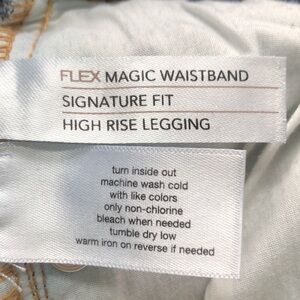 FLEX MAGIC WAISTBAND
SIGNATURE FIT
HIGH RISE LEGGING
turn inside out
machine wash cold
with like colors
only non-chlorine
bleach when needed
tumble dry low
warm iron on reverse if needed